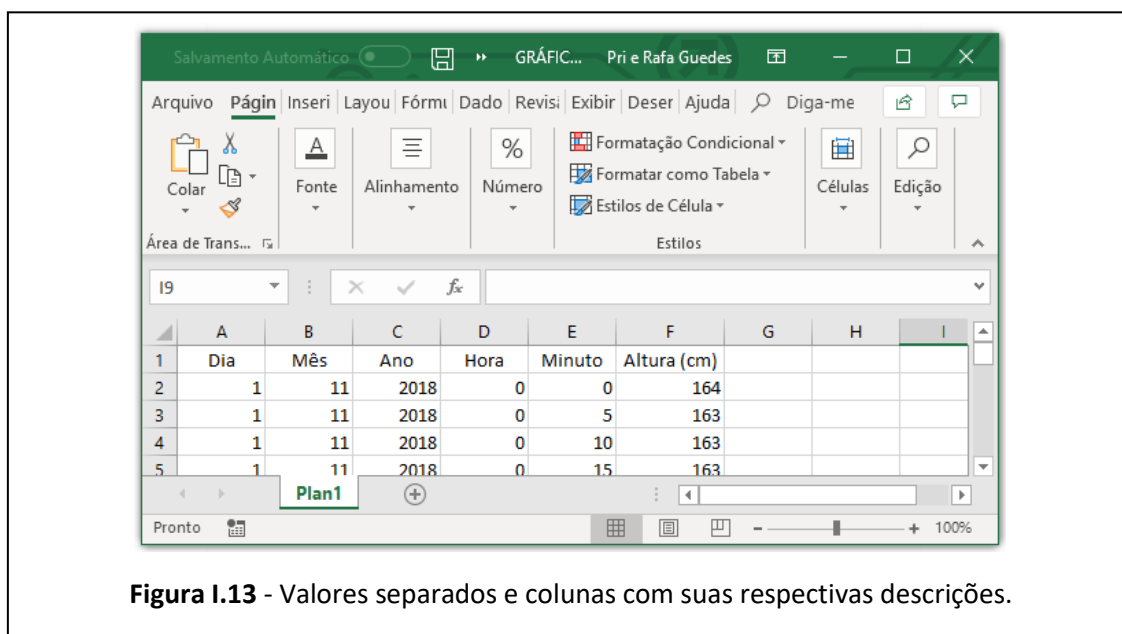 Salvamento Automático GRÁFIC... Pri e Rafa Guedes
Arquivo Págin Inseri Layou Fórmu Dado Revisã Exibir Deser Ajuda Diga-me
Colar
Área de Trans...
Fonte
Alinhamento
%
Número
Formatação Condicional
Formatar como Tabela
Estilos de Célula
Estilos
Células
Edição
I9 fx
A B C D E F G H I
1 Dia Mês Ano Hora Minuto Altura (cm)
2 1 11 2018 0 0 164
3 1 11 2018 0 5 163
4 1 11 2018 0 10 163
5 1 11 2018 0 15 163
Plan1
Pronto 100%
Figura I.13 - Valores separados e colunas com suas respectivas descrições.